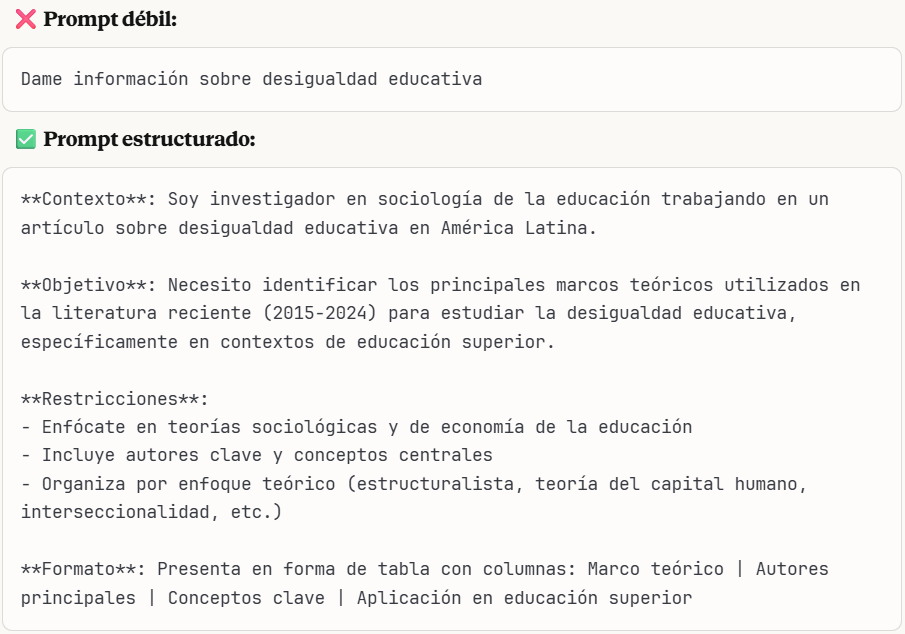 ❌ Prompt débil:
Dame información sobre desigualdad educativa
✅ Prompt estructurado:
**Contexto**: Soy investigador en sociología de la educación trabajando en un
artículo sobre desigualdad educativa en América Latina.
**Objetivo**: Necesito identificar los principales marcos teóricos utilizados en
la literatura reciente (2015-2024) para estudiar la desigualdad educativa,
específicamente en contextos de educación superior.
**Restricciones**:
- Enfócate en teorías sociológicas y de economía de la educación
- Incluye autores clave y conceptos centrales
- Organiza por enfoque teórico (estructuralista, teoría del capital humano,
interseccionalidad, etc.)
**Formato**: Presenta en forma de tabla con columnas: Marco teórico | Autores
principales | Conceptos clave | Aplicación en educación superior